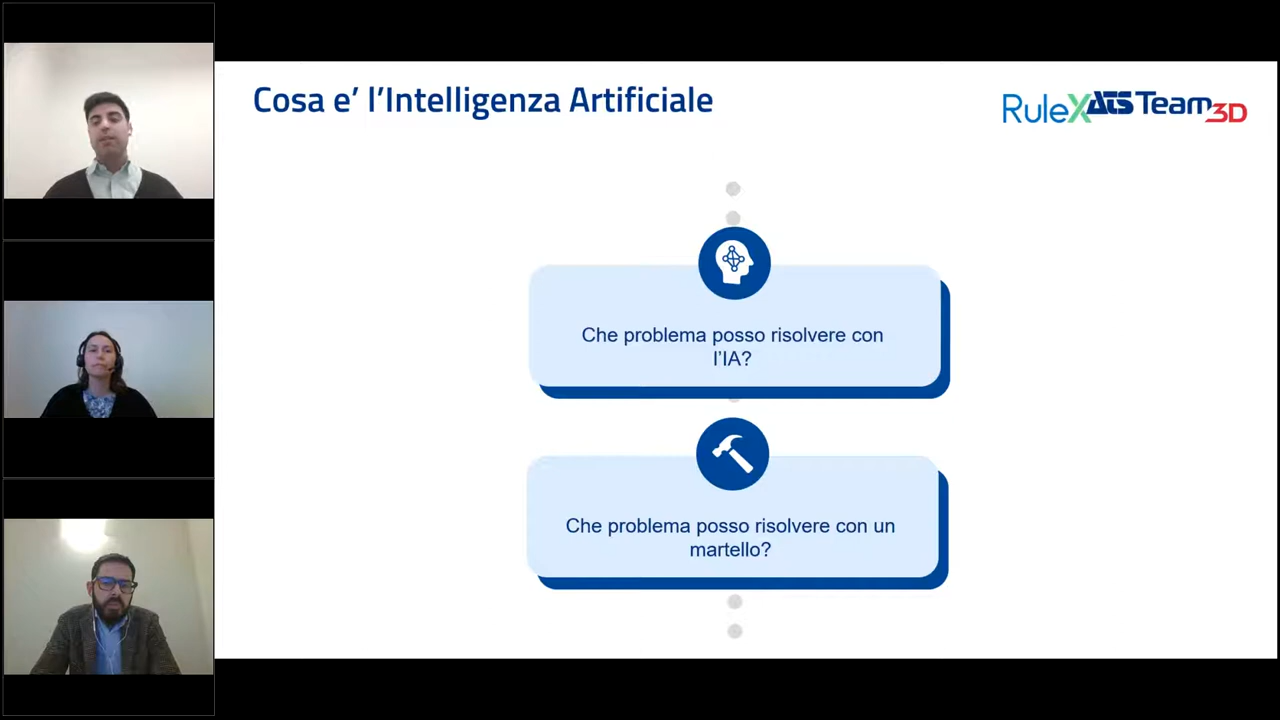 Cosa e' l'Intelligenza Artificiale
RuleX ATS Team3D
Che problema posso risolvere con
l'IA?
Che problema posso risolvere con un
martello?